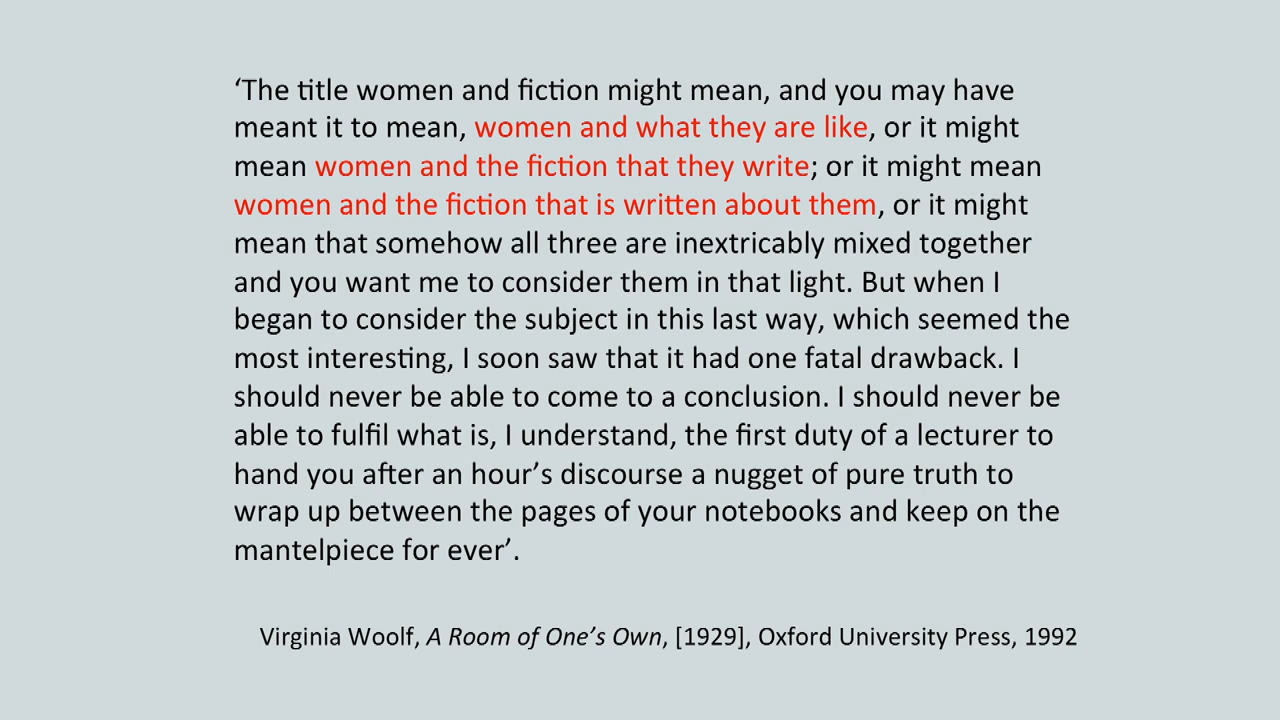 ‘The title women and fiction might mean, and you may have
meant it to mean, women and what they are like, or it might
mean women and the fiction that they write; or it might mean
women and the fiction that is written about them, or it might
mean that somehow all three are inextricably mixed together
and you want me to consider them in that light. But when I
began to consider the subject in this last way, which seemed the
most interesting, I soon saw that it had one fatal drawback. I
should never be able to come to a conclusion. I should never be
able to fulfil what is, I understand, the first duty of a lecturer to
hand you after an hour’s discourse a nugget of pure truth to
wrap up between the pages of your notebooks and keep on the
mantelpiece for ever’.
Virginia Woolf, A Room of One’s Own, [1929], Oxford University Press, 1992